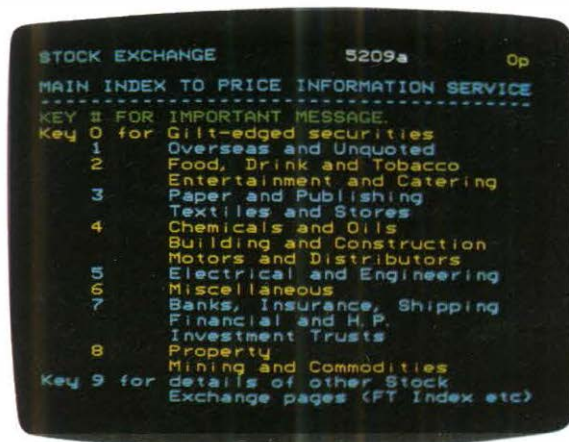 STOCK EXCHANGE 5209a 0p
MAIN INDEX TO PRICE INFORMATION SERVICE
KEY # FOR IMPORTANT MESSAGE.
Key 0 for Gilt-edged securities
1 Overseas and Unquoted
2 Food, Drink and Tobacco
Entertainment and Catering
3 Paper and Publishing
Textiles and Stores
4 Chemicals and Oils
Building and Construction
Motors and Distributors
5 Electrical and Engineering
6 Miscellaneous
7 Banks, Insurance, Shipping
Financial and H.P.
Investment Trusts
8 Property
Mining and Commodities
Key 9 for details of other Stock
Exchange pages (FT Index etc)